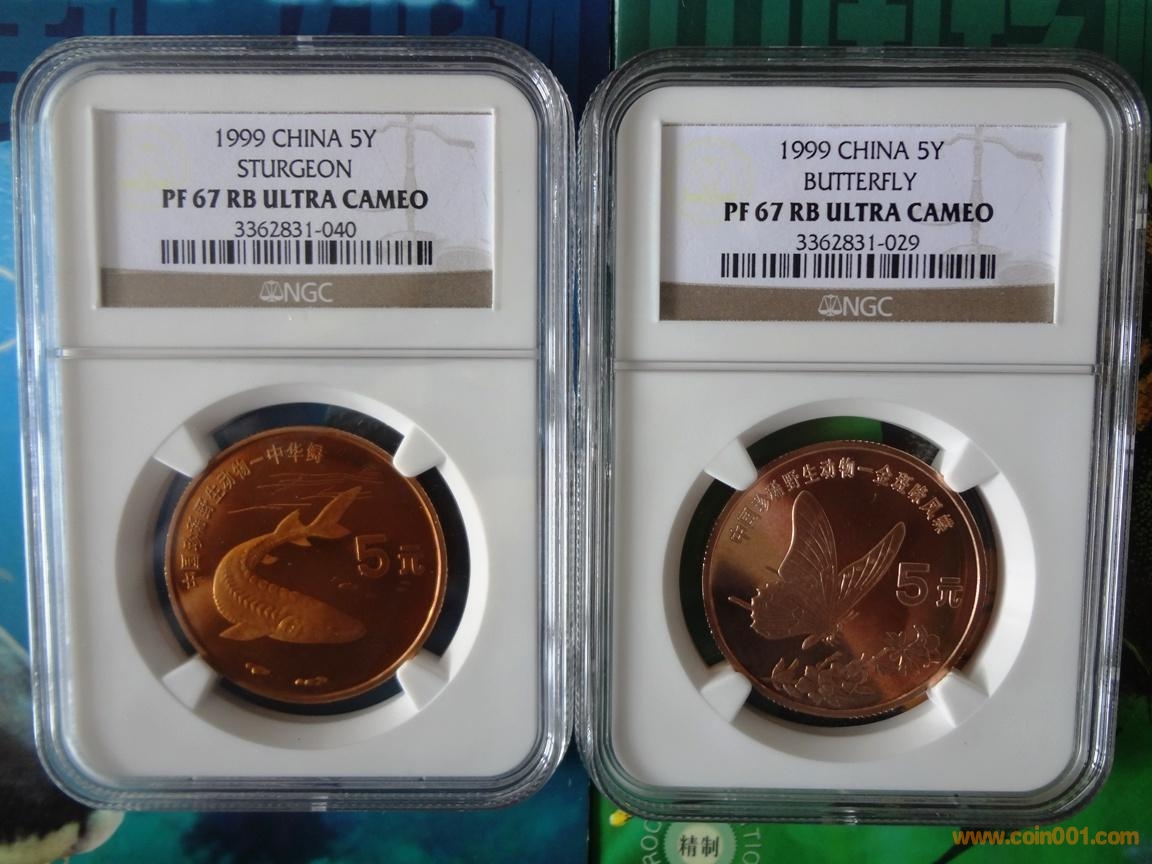 1999 CHINA 5Y
STURGEON
PF 67 RB ULTRA CAMEO
3362831-040
NGC
中国珍稀野生动物—中华鲟
5元
1999 CHINA 5Y
BUTTERFLY
PF 67 RB ULTRA CAMEO
3362831-029
NGC
中国珍稀野生动物—金斑喙凤蝶
5元
精制
www.coin001.com